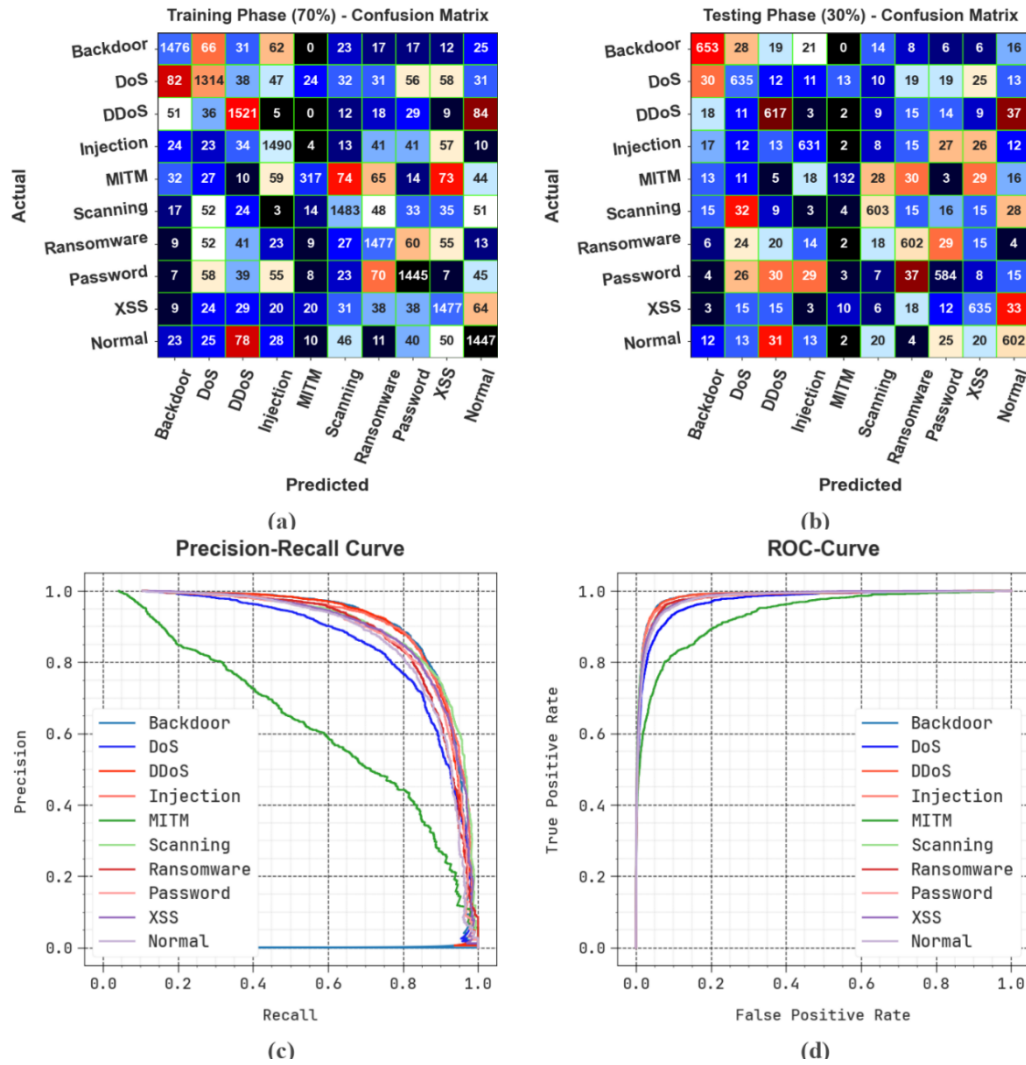 Training Phase (70%) - Confusion Matrix
Actual
Backdoor 1476 66 31 62 0 23 17 17 12 25
DoS 82 1314 38 47 24 32 31 56 58 31
DDoS 51 36 1521 5 0 12 18 29 9 84
Injection 24 23 34 1490 4 13 41 41 57 10
MITM 32 27 10 59 317 74 65 14 73 44
Scanning 17 52 24 3 14 1483 48 33 35 51
Ransomware 9 52 41 23 9 27 1477 60 55 13
Password 7 58 39 55 8 23 70 1445 7 45
XSS 9 24 29 20 20 31 38 38 1477 64
Normal 23 25 78 28 10 46 11 40 50 1447
Backdoor DoS DDoS Injection MITM Scanning Ransomware Password XSS Normal
Predicted
(a)
Testing Phase (30%) - Confusion Matrix
Actual
Backdoor 653 28 19 21 0 14 8 6 6 16
DoS 30 635 12 11 13 10 19 19 25 13
DDoS 18 11 617 3 2 9 15 14 9 37
Injection 17 12 13 631 2 8 15 27 26 12
MITM 13 11 5 18 132 28 30 3 29 16
Scanning 15 32 9 3 4 603 15 16 15 28
Ransomware 6 24 20 14 2 18 602 29 15 4
Password 4 26 30 29 3 7 37 584 8 15
XSS 3 15 15 3 10 6 18 12 635 33
Normal 12 13 31 13 2 20 4 25 20 602
Backdoor DoS DDoS Injection MITM Scanning Ransomware Password XSS Normal
Predicted
(b)
Precision-Recall Curve
Precision
1.0
0.8
0.6
0.4
0.2
0.0
Backdoor
DoS
DDoS
Injection
MITM
Scanning
Ransomware
Password
XSS
Normal
0.0 0.2 0.4 0.6 0.8 1.0
Recall
(c)
ROC-Curve
True Positive Rate
1.0
0.8
0.6
0.4
0.2
0.0
Backdoor
DoS
DDoS
Injection
MITM
Scanning
Ransomware
Password
XSS
Normal
0.0 0.2 0.4 0.6 0.8 1.0
False Positive Rate
(d)